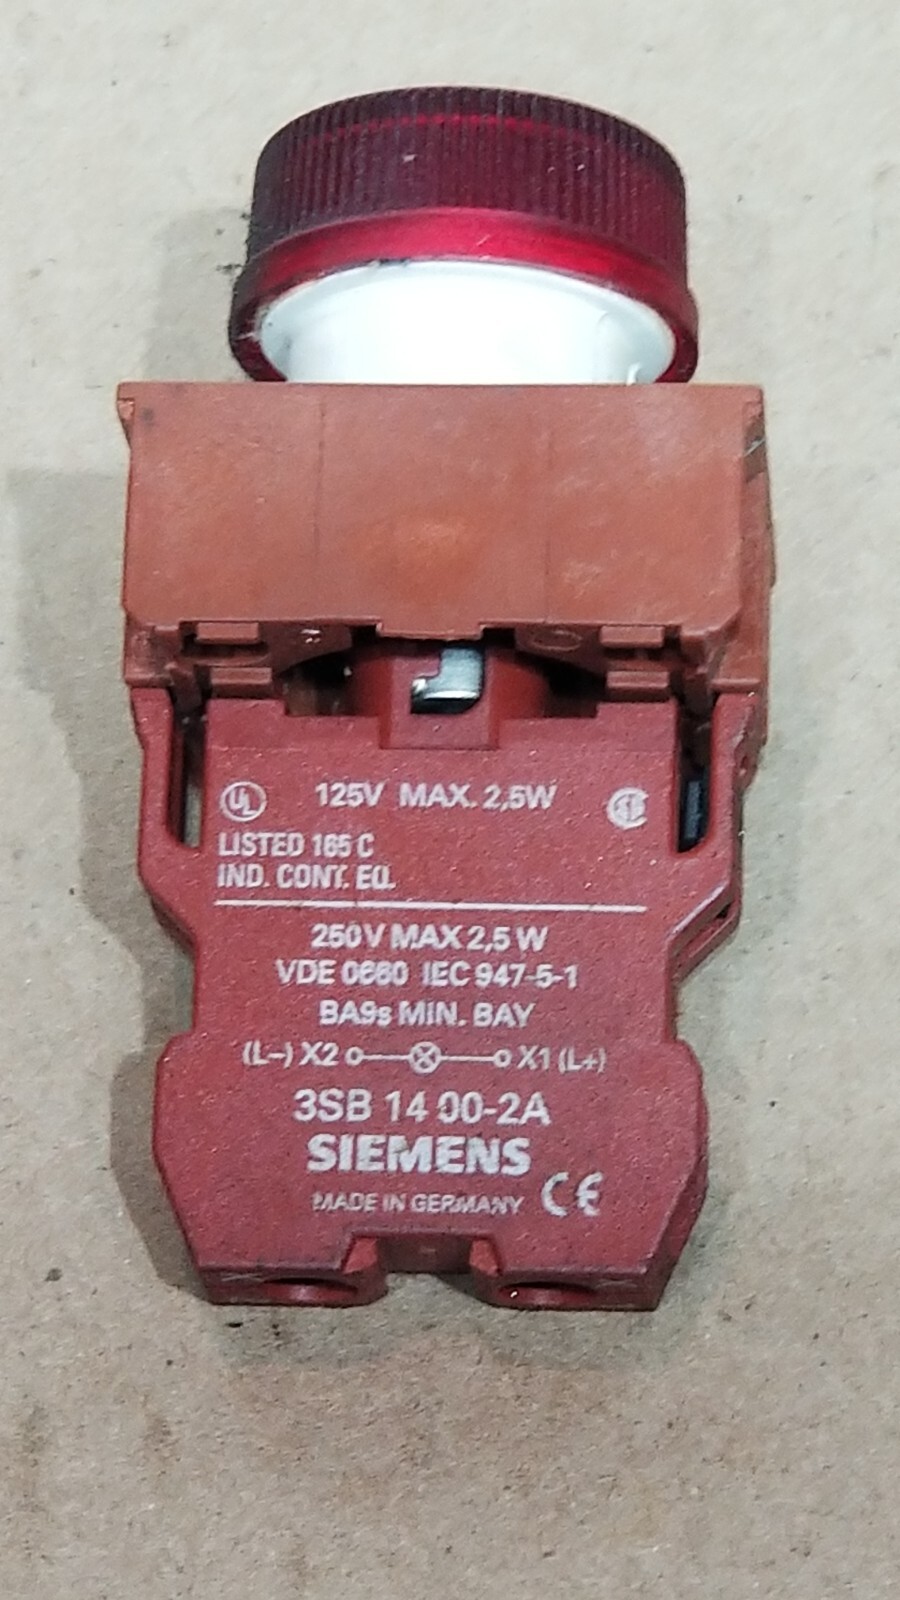 UL 125V MAX. 2,5W
LISTED 165 C
IND. CONT. EQ.
250V MAX 2,5 W
VDE 0660 IEC 947-5-1
BA9s MIN. BAY
(L-) X2 X1 (L+)
3SB 14 00-2A
SIEMENS
MADE IN GERMANY CE